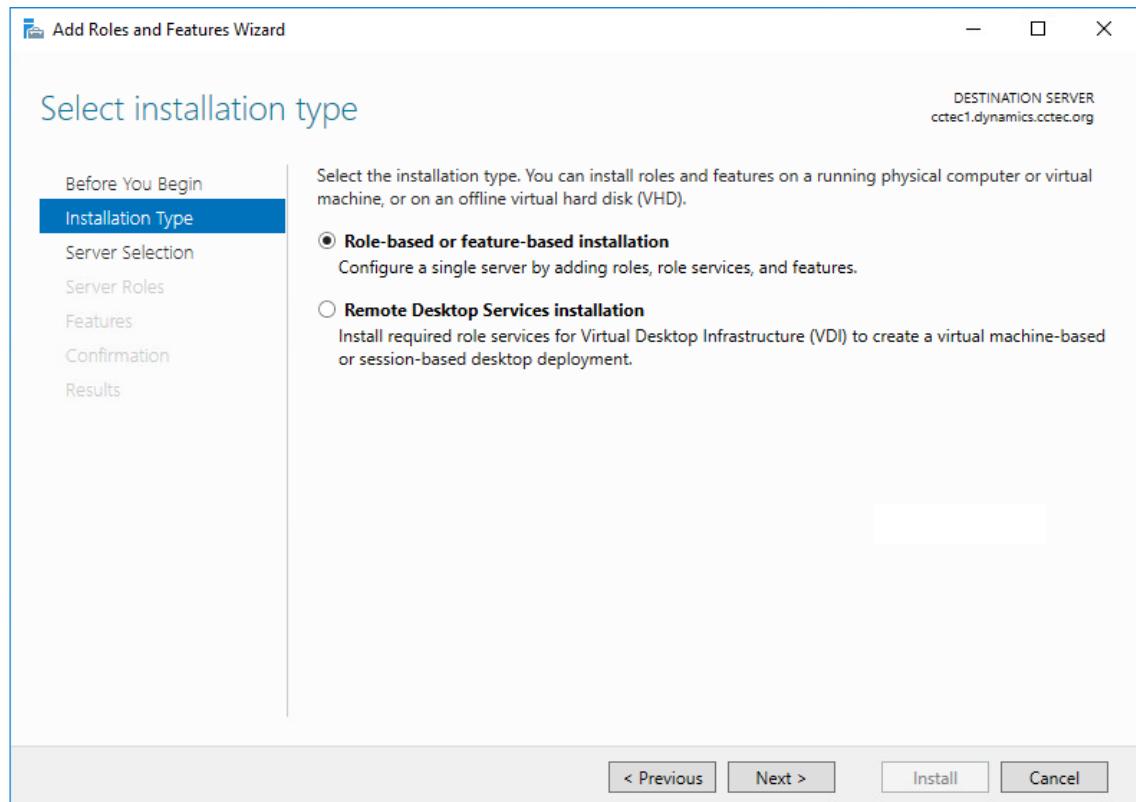 Add Roles and Features Wizard
Select installation type
DESTINATION SERVER
cctec1.dynamics.cctec.org
Before You Begin
Installation Type
Server Selection
Server Roles
Features
Confirmation
Results
Select the installation type. You can install roles and features on a running physical computer or virtual
machine, or on an offline virtual hard disk (VHD).
Role-based or feature-based installation
Configure a single server by adding roles, role services, and features.
Remote Desktop Services installation
Install required role services for Virtual Desktop Infrastructure (VDI) to create a virtual machine-based
or session-based desktop deployment.
< Previous
Next >
Install
Cancel